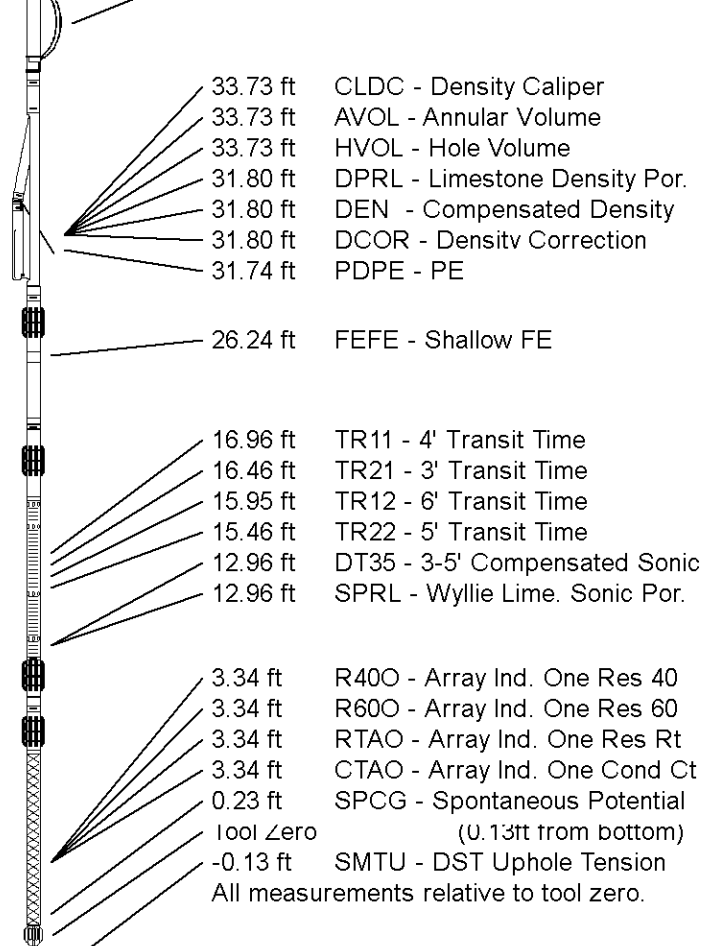 33.73 ft CLDC - Density Caliper
33.73 ft AVOL - Annular Volume
33.73 ft HVOL - Hole Volume
31.80 ft DPRL - Limestone Density Por.
31.80 ft DEN - Compensated Density
31.80 ft DCOR - Density Correction
31.74 ft PDPE - PE
26.24 ft FEFE - Shallow FE
16.96 ft TR11 - 4' Transit Time
16.46 ft TR21 - 3' Transit Time
15.95 ft TR12 - 6' Transit Time
15.46 ft TR22 - 5' Transit Time
12.96 ft DT35 - 3-5' Compensated Sonic
12.96 ft SPRL - Wyllie Lime. Sonic Por.
3.34 ft R40O - Array Ind. One Res 40
3.34 ft R60O - Array Ind. One Res 60
3.34 ft RTAO - Array Ind. One Res Rt
3.34 ft CTAO - Array Ind. One Cond Ct
0.23 ft SPCG - Spontaneous Potential
Tool Zero (0.13ft from bottom)
-0.13 ft SMTU - DST Uphole Tension
All measurements relative to tool zero.